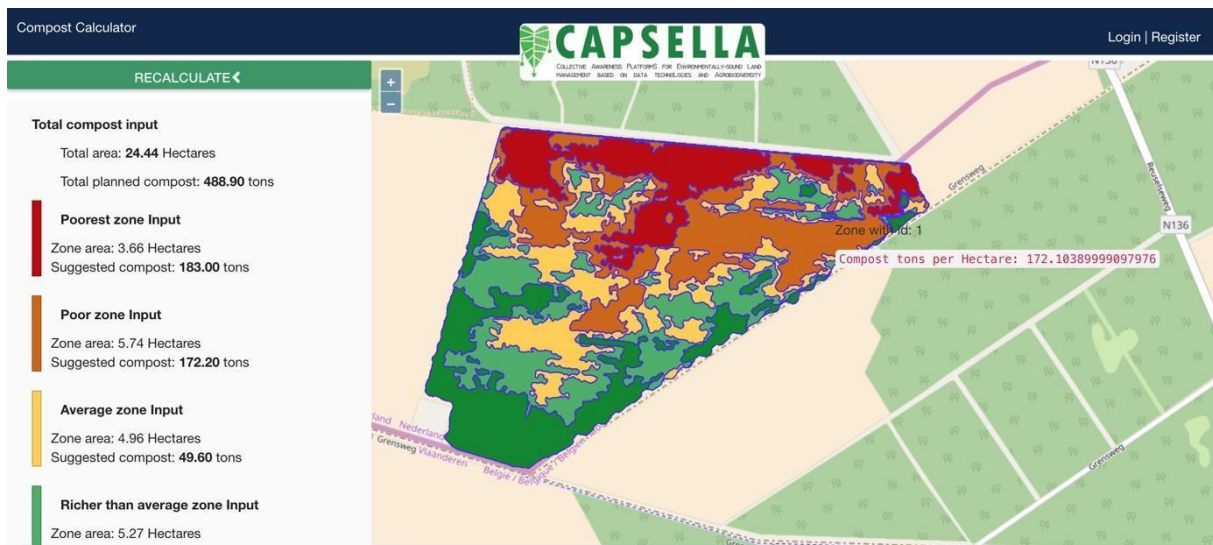 Compost Calculator
CAPSELLA
COLLECTIVE AWARENESS PLATFORMS FOR ENVIRONMENTALLY-SOUND LAND
MANAGEMENT BASED ON DATA TECHNOLOGIES AND AGROBIODIVERSITY
Login | Register
RECALCULATE
+
−
Total compost input
Total area: 24.44 Hectares
Total planned compost: 488.90 tons
Poorest zone Input
Zone area: 3.66 Hectares
Suggested compost: 183.00 tons
Poor zone Input
Zone area: 5.74 Hectares
Suggested compost: 172.20 tons
Average zone Input
Zone area: 4.96 Hectares
Suggested compost: 49.60 tons
Richer than average zone Input
Zone area: 5.27 Hectares
N136
Grensweg
Reuselseweg
N136
Zone with id: 1
Compost tons per Hectare: 172.10389999097976
Nederland
Grensweg Vlaanderen
België / Belgique / Belgien
Grensweg